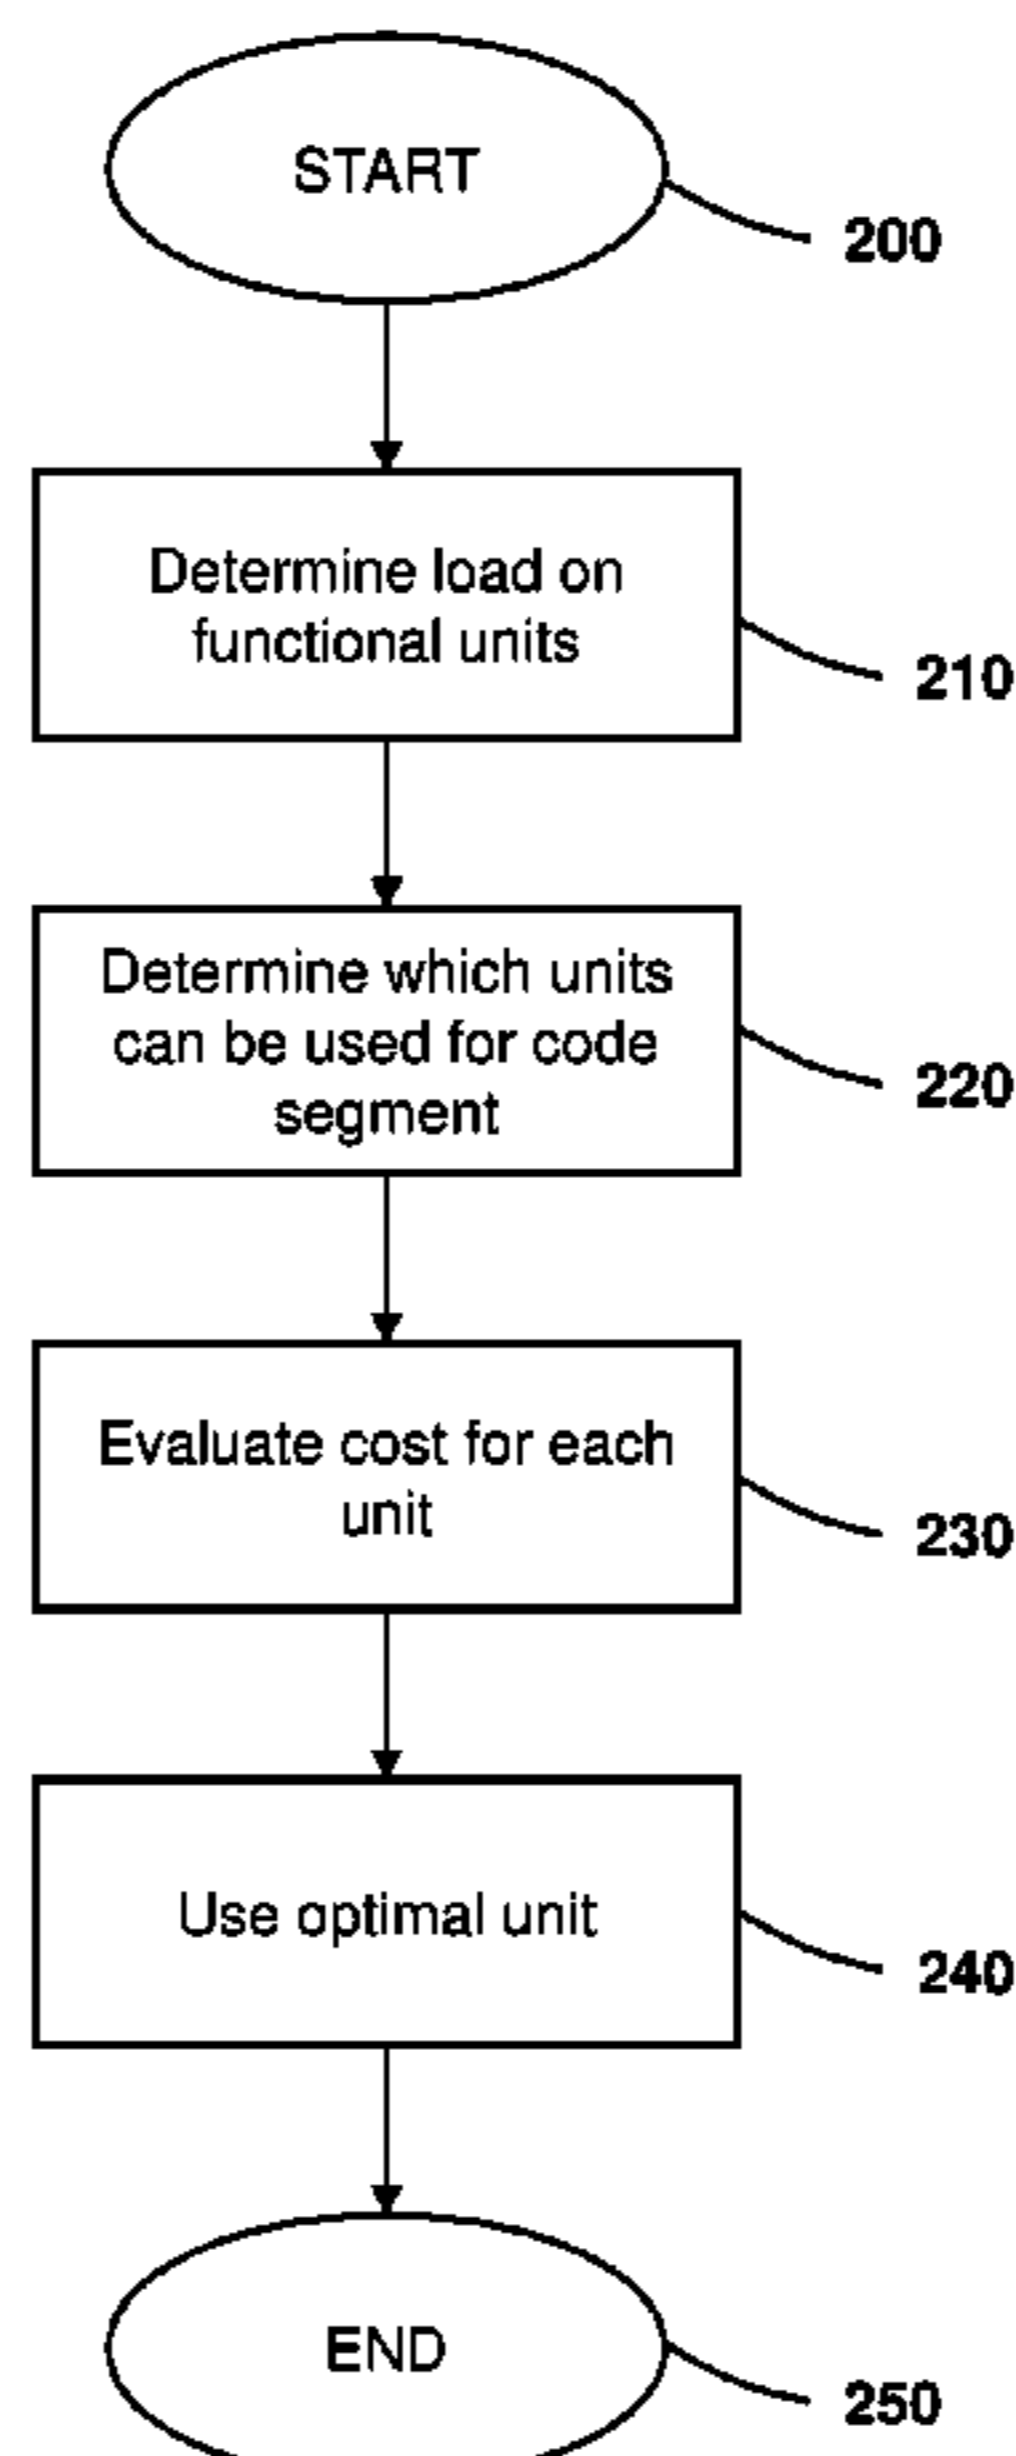 START
200
Determine load on
functional units
210
Determine which units
can be used for code
segment
220
Evaluate cost for each
unit
230
Use optimal unit
240
END
250